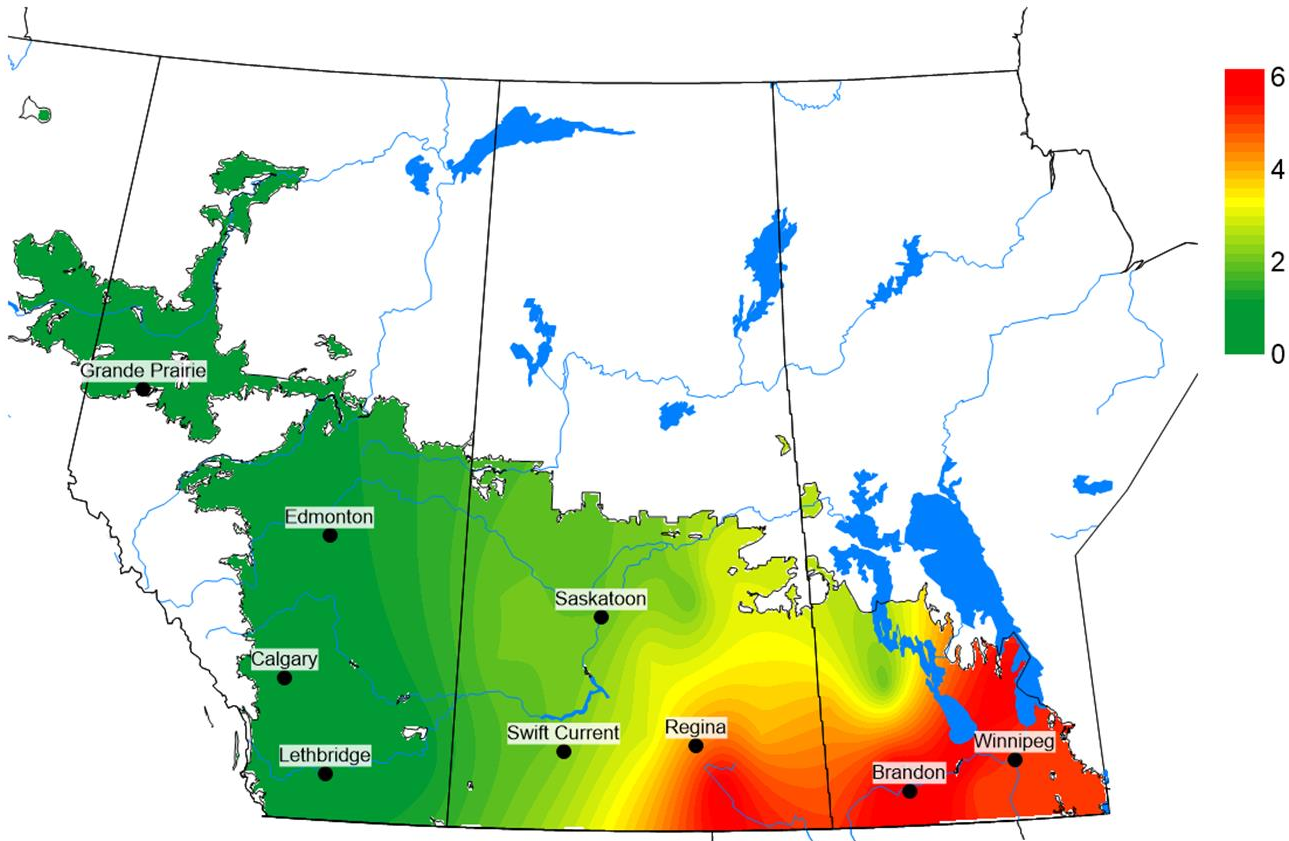 6
4
2
0
Grande Prairie
Edmonton
Saskatoon
Calgary
Regina
Swift Current
Winnipeg
Lethbridge
Brandon